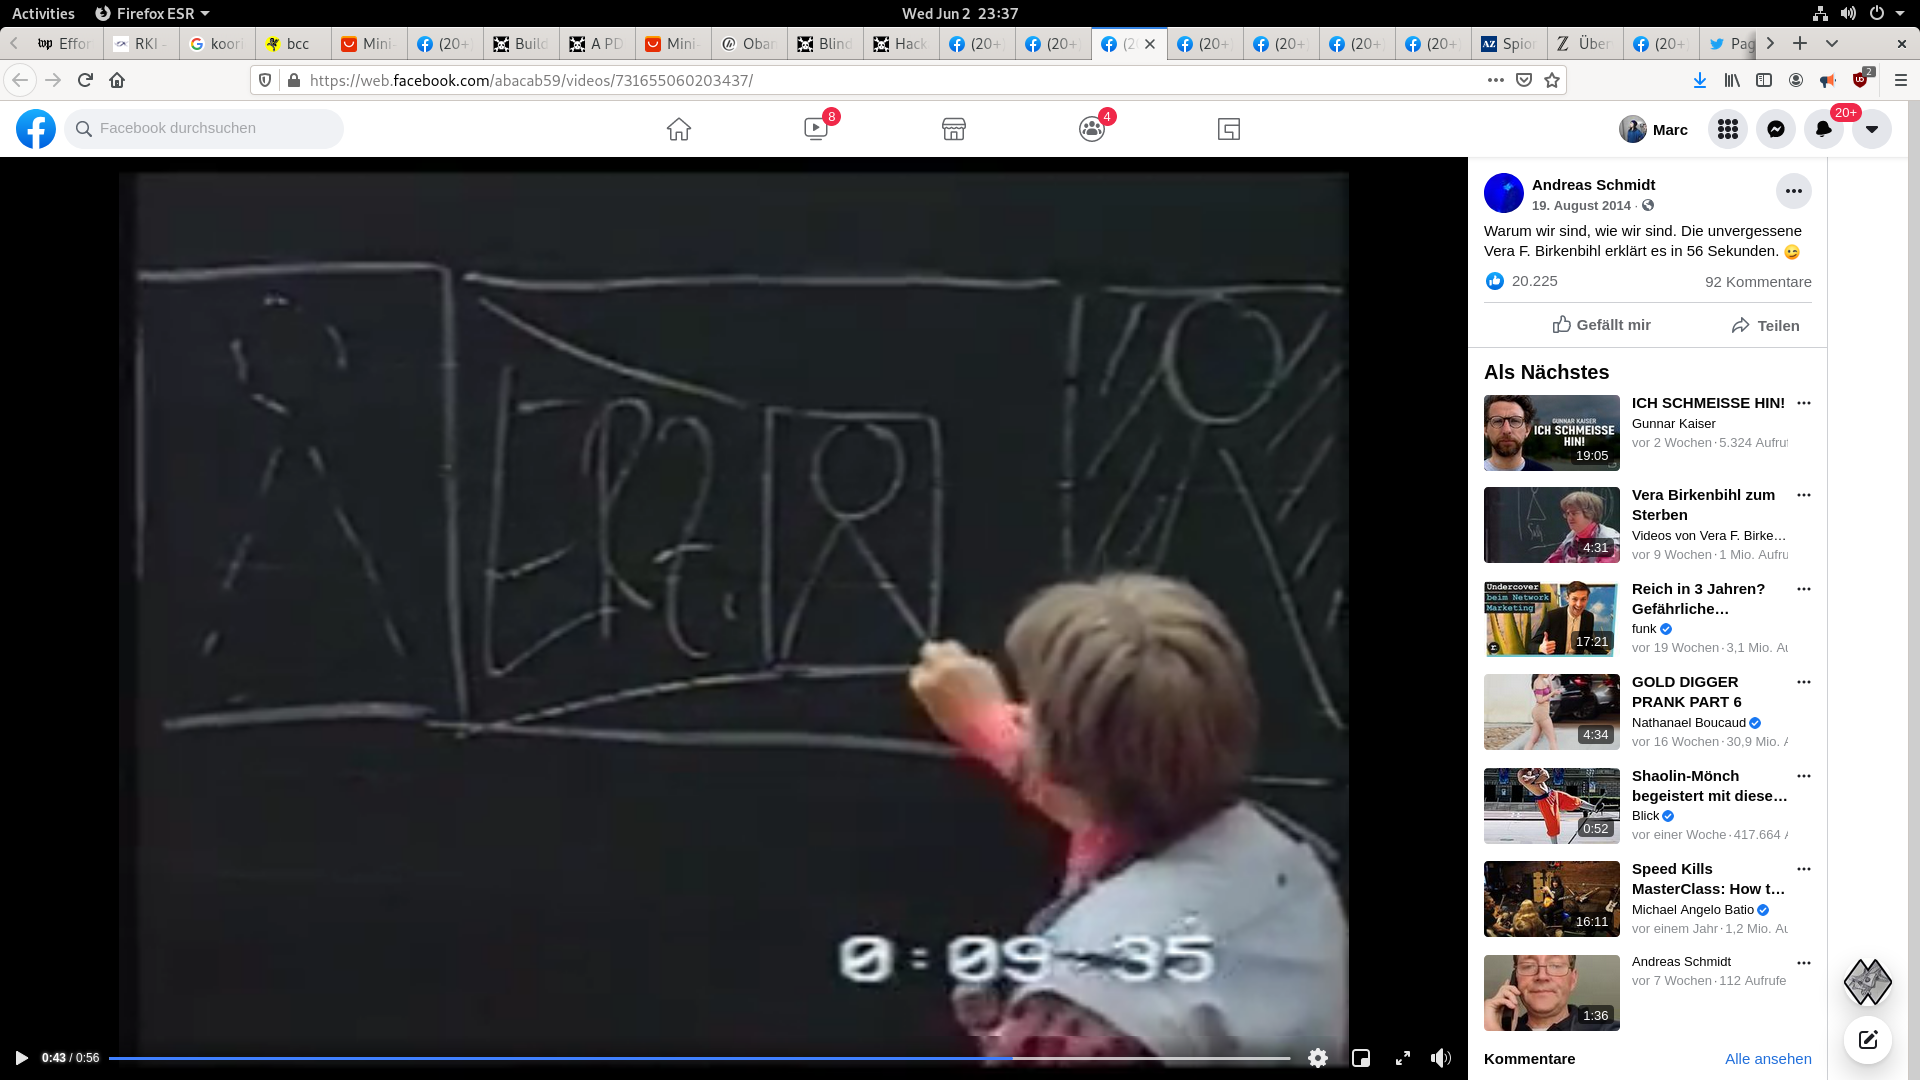 Activities
Firefox ESR
Wed Jun 2 23:37
Effor
RKI -
koor
bcc
Mini-
(20+
Build
A PD
Mini-
Obar
Blind
Hack
(20+
(20+
(2
(20+
(20+
(20+
(20+
Spior
Über
(20+
Pag
https://web.facebook.com/abacab59/videos/731655060203437/
2
Facebook durchsuchen
8
4
Marc
20+
ERZ.
0:09-35
0:43 / 0:56
Andreas Schmidt
19. August 2014 ·
Warum wir sind, wie wir sind. Die unvergessene
Vera F. Birkenbihl erklärt es in 56 Sekunden. 😉
20.225
92 Kommentare
Gefällt mir
Teilen
Als Nächstes
GUNNAR KAISER
ICH SCHMEISSE
HIN!
19:05
ICH SCHMEISSE HIN!
Gunnar Kaiser
vor 2 Wochen · 5.324 Aufruf
4:31
Vera Birkenbihl zum
Sterben
Videos von Vera F. Birke…
vor 9 Wochen · 1 Mio. Aufru
Undercover
beim Network
Marketing
17:21
Reich in 3 Jahren?
Gefährliche…
funk
vor 19 Wochen · 3,1 Mio. Au
4:34
GOLD DIGGER
PRANK PART 6
Nathanael Boucaud
vor 16 Wochen · 30,9 Mio. A
0:52
Shaolin-Mönch
begeistert mit diese…
Blick
vor einer Woche · 417.664 A
16:11
Speed Kills
MasterClass: How t…
Michael Angelo Batio
vor einem Jahr · 1,2 Mio. Au
1:36
Andreas Schmidt
vor 7 Wochen · 112 Aufrufe
Kommentare
Alle ansehen